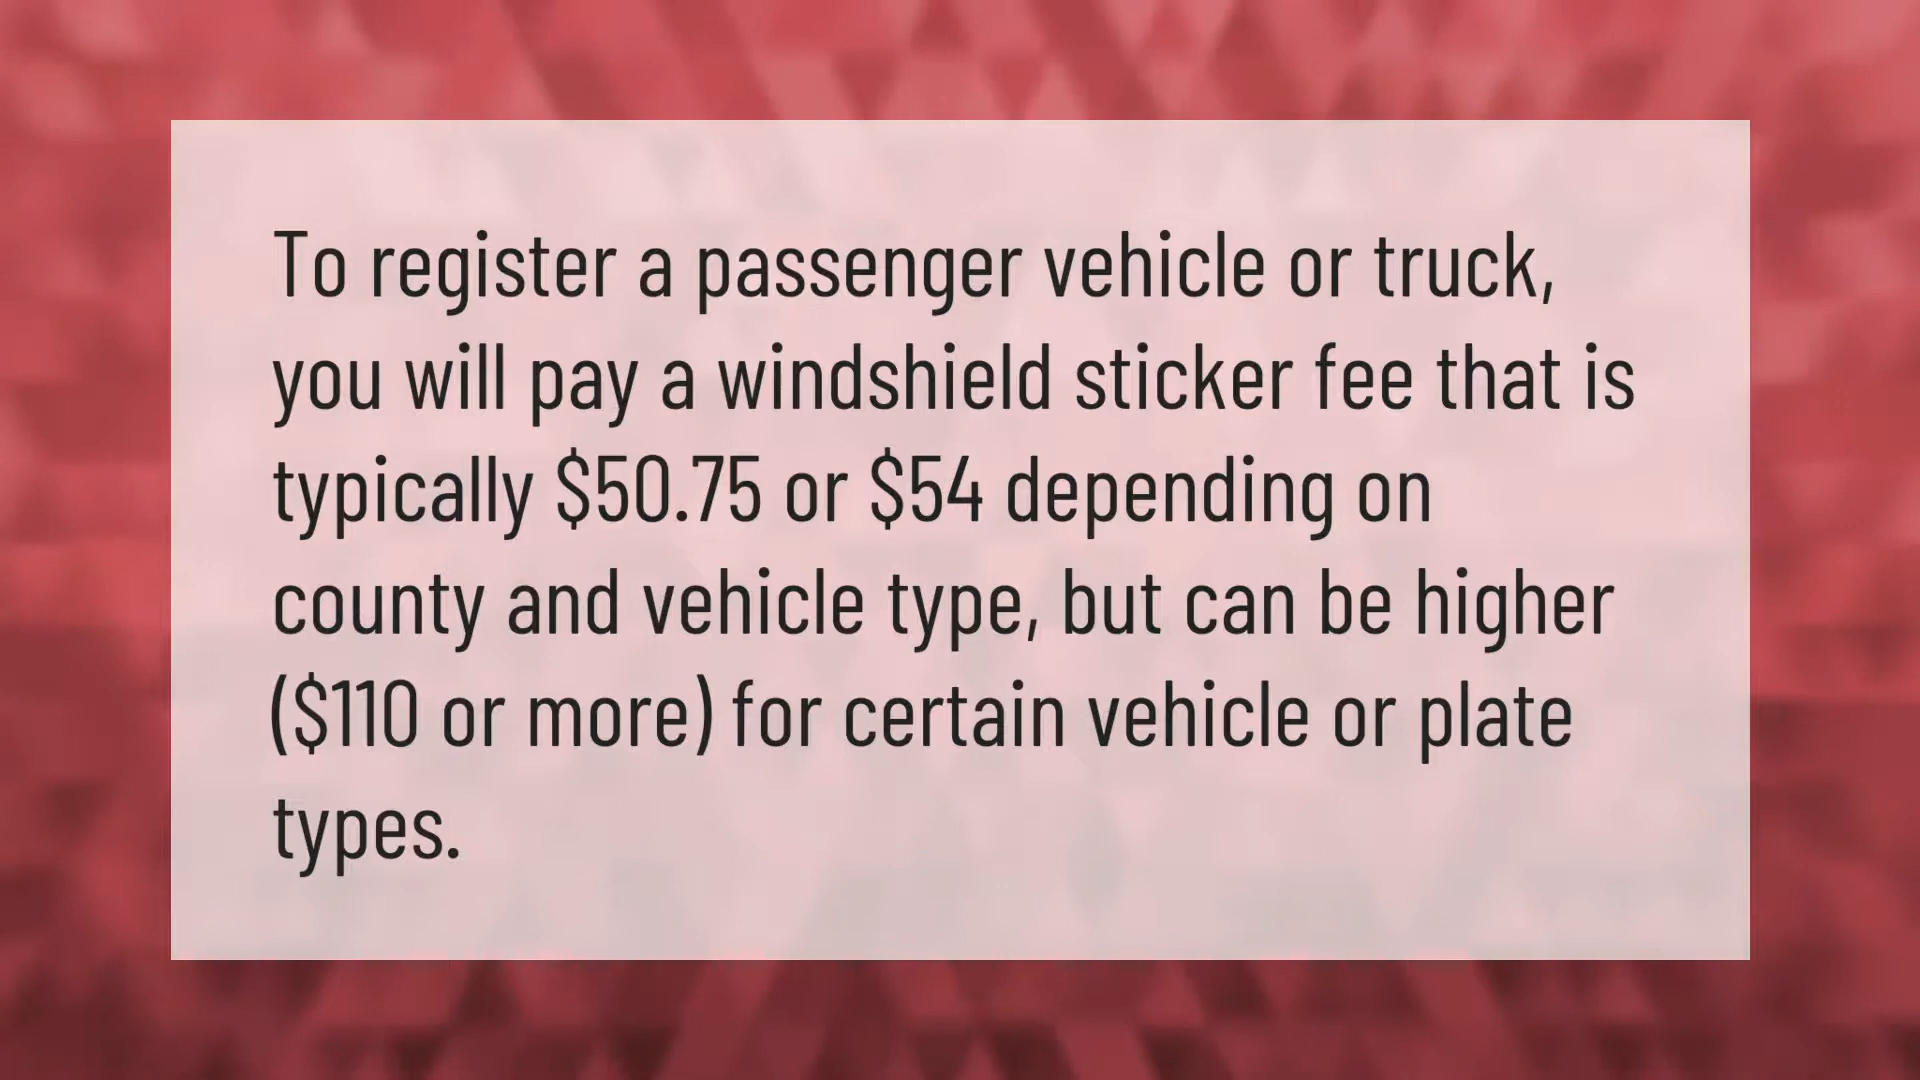 To register a passenger vehicle or truck,
you will pay a windshield sticker fee that is
typically $50.75 or $54 depending on
county and vehicle type, but can be higher
($110 or more) for certain vehicle or plate
types.